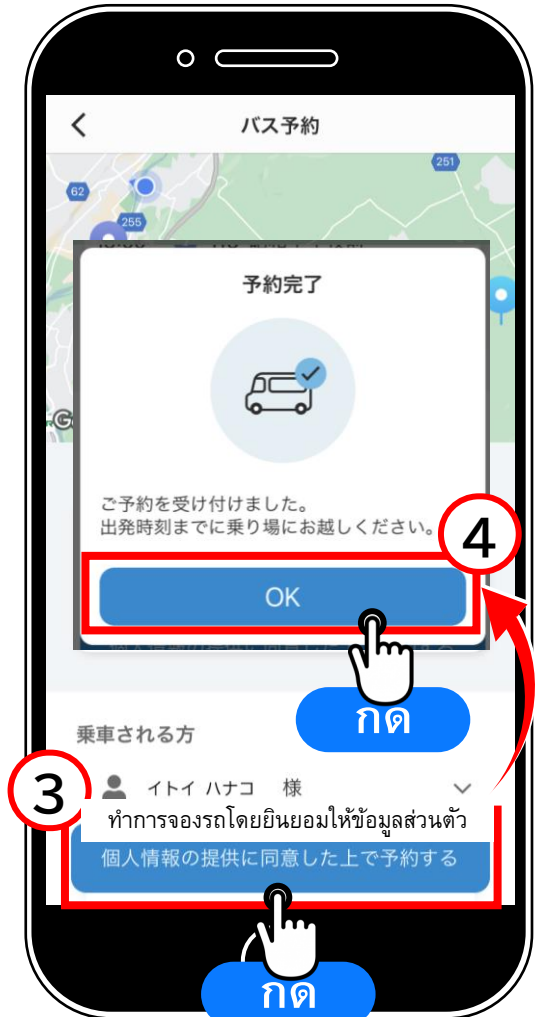 バス予約
251
62
255
予約完了
ご予約を受け付けました。
出発時刻までに乗り場にお越しください。
4
OK
กด
乗車される方
3
イトイ ハナコ 様
ทำการจองรถโดยยินยอมให้ข้อมูลส่วนตัว
個人情報の提供に同意した上で予約する
กด